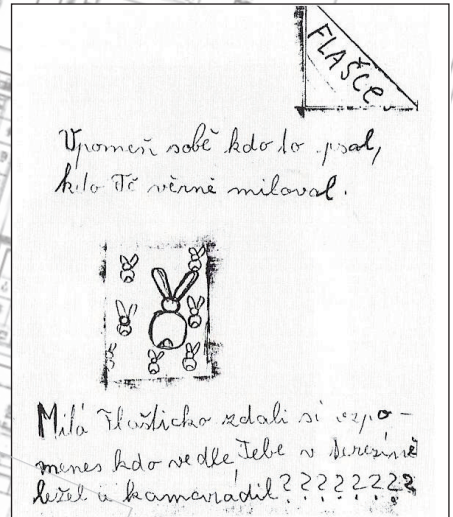 FLAŠCE
Vpomeň sobě kdo to psal,
kdo Tě věrně miloval.
Milá Flaštičko zdali si vzpo-
meneš kdo vedle Tebe v Terezíně
ležel a kamarádil????????